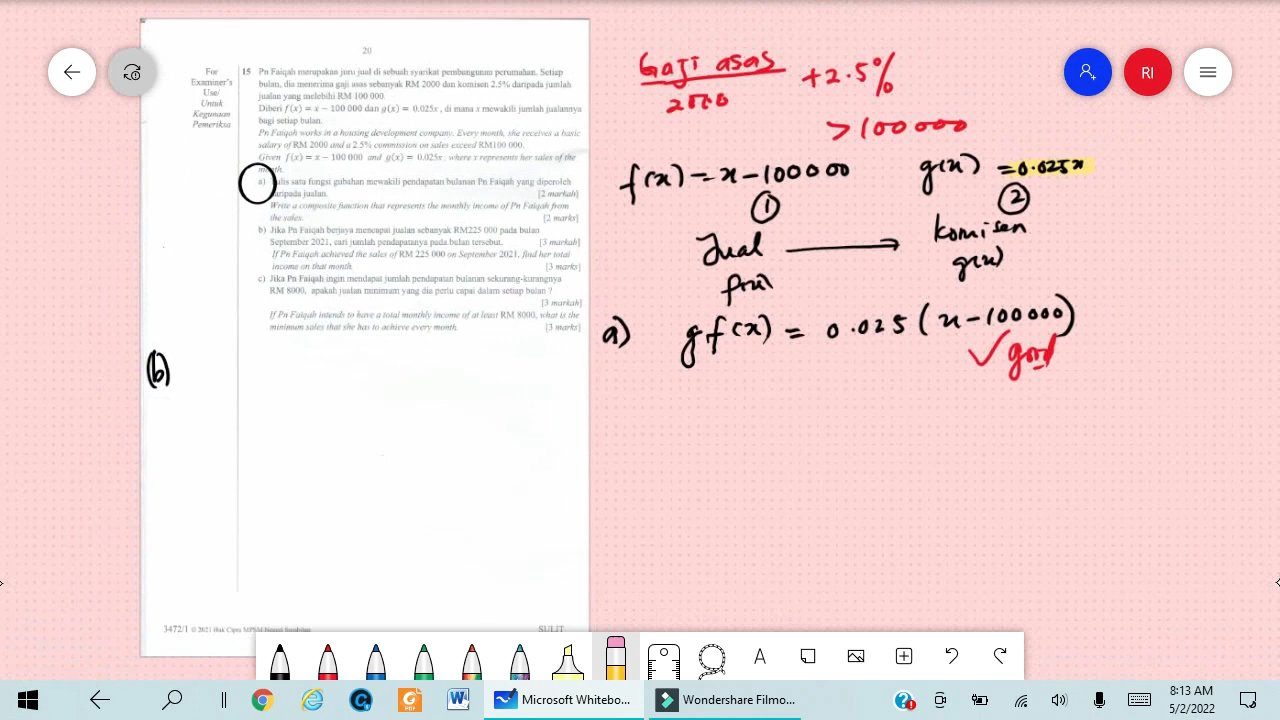 20
For
Examiner's
Use/
Untuk
Kegunaan
Pemeriksa
15 Pn Faiqah merupakan juru jual di sebuah syarikat pembangunan perumahan. Setiap
bulan, dia menerima gaji asas sebanyak RM 2000 dan komisen 2.5% daripada jumlah
jualan yang melebihi RM 100 000.
Diberi f(x) = x − 100 000 dan g(x) = 0.025x, di mana x mewakili jumlah jualannya
bagi setiap bulan.
Pn Faiqah works in a housing development company. Every month, she receives a basic
salary of RM 2000 and a 2.5% commission on sales exceed RM100 000.
Given f(x) = x − 100 000 and g(x) = 0.025x, where x represents her sales of the
month.
a) Tulis satu fungsi gubahan mewakili pendapatan bulanan Pn Faiqah yang diperoleh
daripada jualan. [2 markah]
Write a composite function that represents the monthly income of Pn Faiqah from
the sales. [2 marks]
b) Jika Pn Faiqah berjaya mencapai jualan sebanyak RM225 000 pada bulan
September 2021, cari jumlah pendapatanya pada bulan tersebut. [3 markah]
If Pn Faiqah achieved the sales of RM 225 000 on September 2021, find her total
income on that month. [3 marks]
c) Jika Pn Faiqah ingin mendapat jumlah pendapatan bulanan sekurang-kurangnya
RM 8000, apakah jualan minimum yang dia perlu capai dalam setiap bulan ?
[3 markah]
If Pn Faiqah intends to have a total monthly income of at least RM 8000, what is the
minimum sales that she has to achieve every month. [3 marks]
(b)
3472/1 © 2021 Hak Cipta MPSM Negeri Sembilan
SULIT
Gaji asas +2.5%
2000
>100000
f(x) = x − 100000 g(x) = 0.025x
1 2
Jual → komisen
f(x) g(x)
a) gf(x) = 0.025(x − 100000)
✓ good
RI
A
Microsoft Whitebo...
Wondershare Filmo...
8:13 AM
5/2/2022